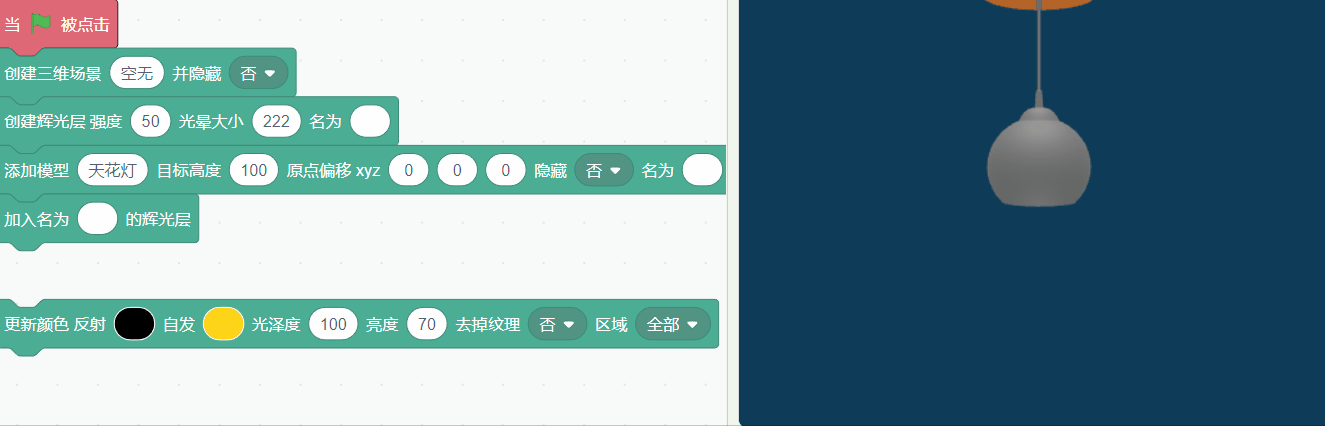 当 被点击
创建三维场景 空无 并隐藏 否
创建辉光层 强度 50 光晕大小 222 名为
添加模型 天花灯 目标高度 100 原点偏移 xyz 0 0 0 隐藏 否 名为
加入名为 的辉光层
更新颜色 反射 自发 光泽度 100 亮度 70 去掉纹理 否 区域 全部